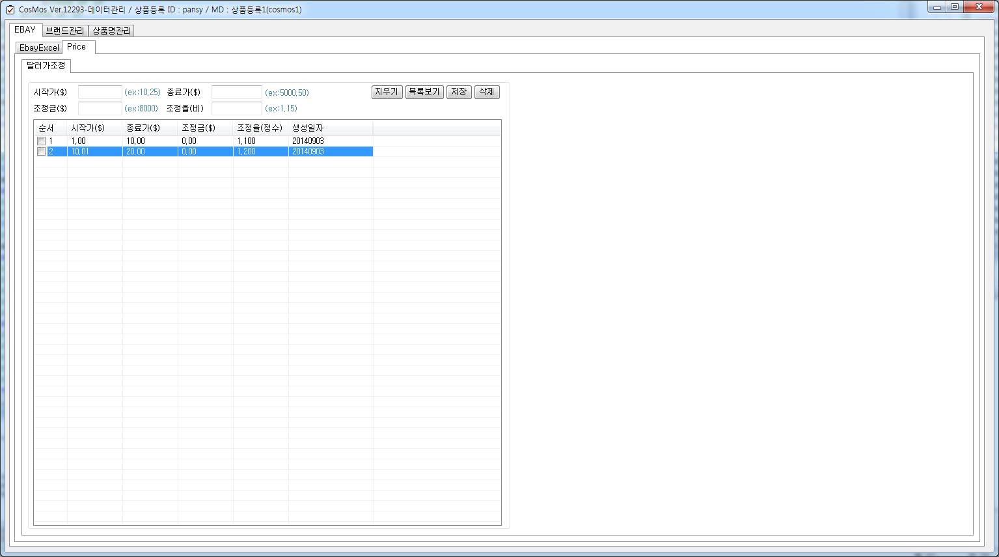 CosMos Ver.12293-데이터관리 / 상품등록 ID : pansy / MD : 상품등록1(cosmos1)
EBAY 브랜드관리 상품명관리
EbayExcel Price
달러가조정
시작가($) (ex:10.25) 종료가($) (ex:5000.50) 지우기 목록보기 저장 삭제
조정금($) (ex:8000) 조정율(비) (ex:1.15)
순서 시작가($) 종료가($) 조정금($) 조정율(정수) 생성일자
1 1.00 10.00 0.00 1.100 20140903
2 10.01 20.00 0.00 1.200 20140903